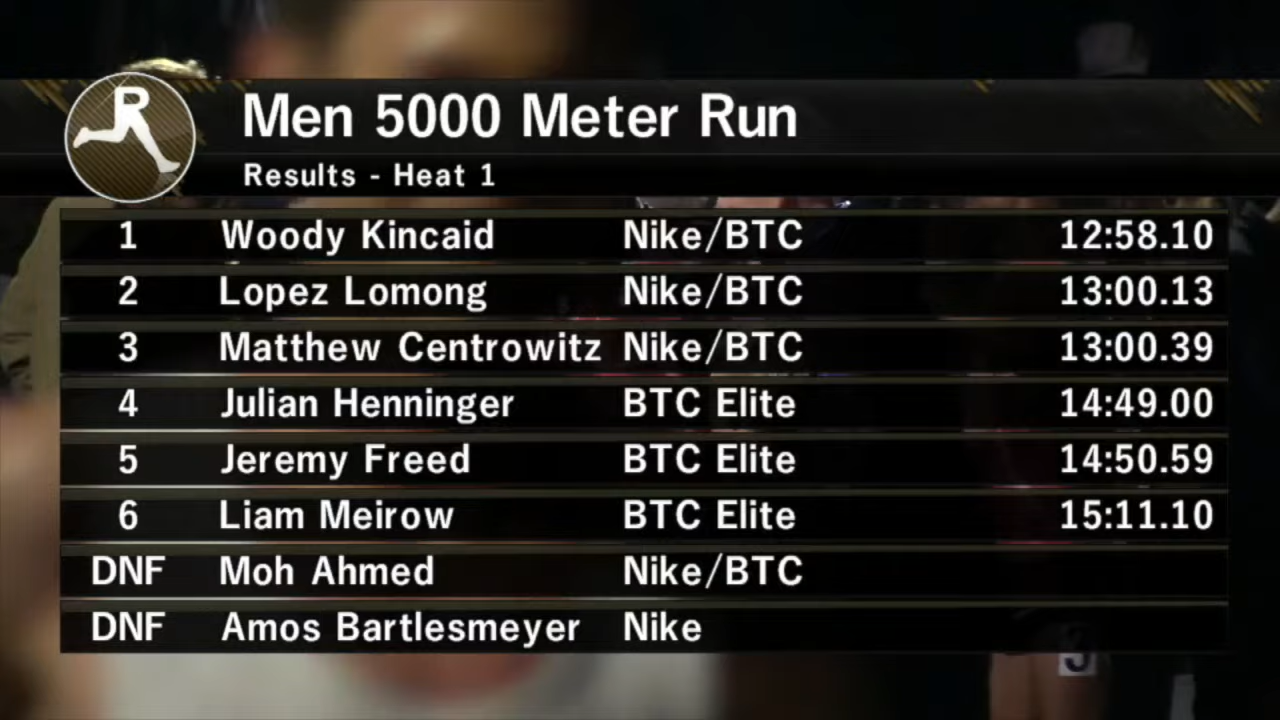 R
Men 5000 Meter Run
Results - Heat 1
1 Woody Kincaid Nike/BTC 12:58.10
2 Lopez Lomong Nike/BTC 13:00.13
3 Matthew Centrowitz Nike/BTC 13:00.39
4 Julian Henninger BTC Elite 14:49.00
5 Jeremy Freed BTC Elite 14:50.59
6 Liam Meirow BTC Elite 15:11.10
DNF Moh Ahmed Nike/BTC
DNF Amos Bartlesmeyer Nike
3